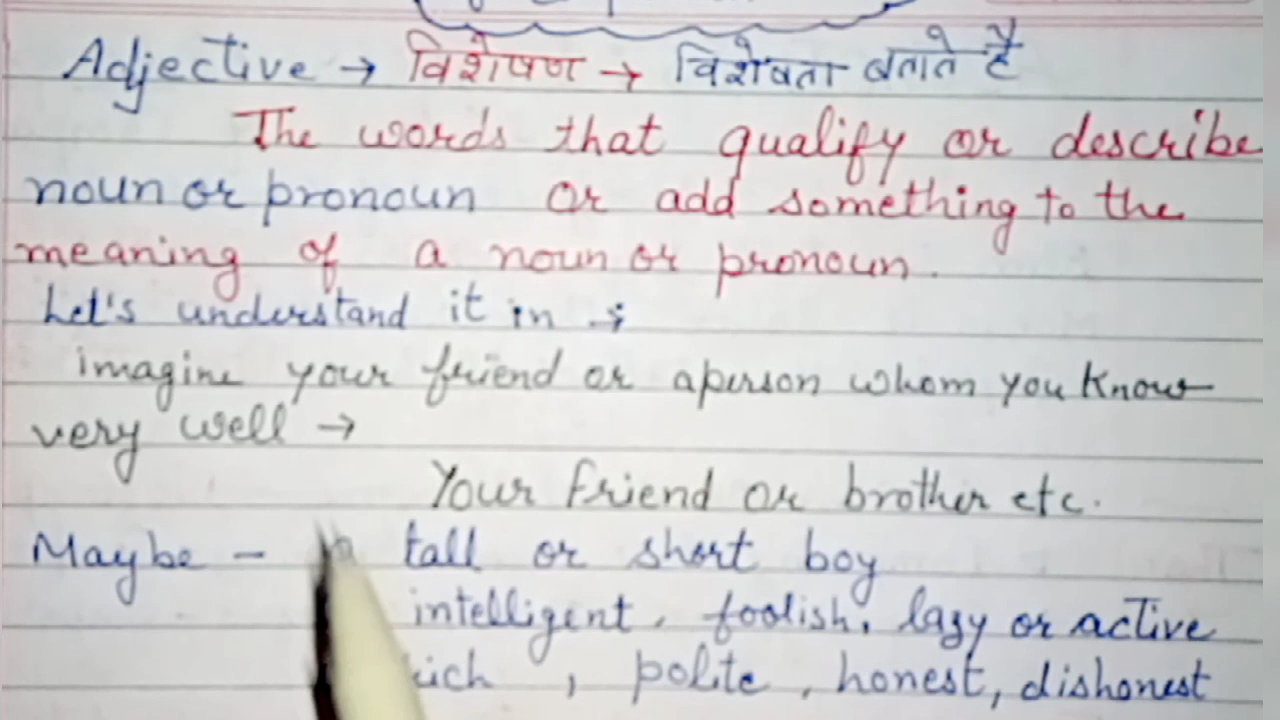 Adjective → विशेषण → विशेषता बताते है
The words that qualify or describe
noun or pronoun or add something to the
meaning of a noun or pronoun.
Let's understand it in →
imagine your friend or a person whom you know
very well →
Your friend or brother etc.
Maybe - a tall or short boy
intelligent, foolish, lazy or active
rich, polite, honest, dishonest